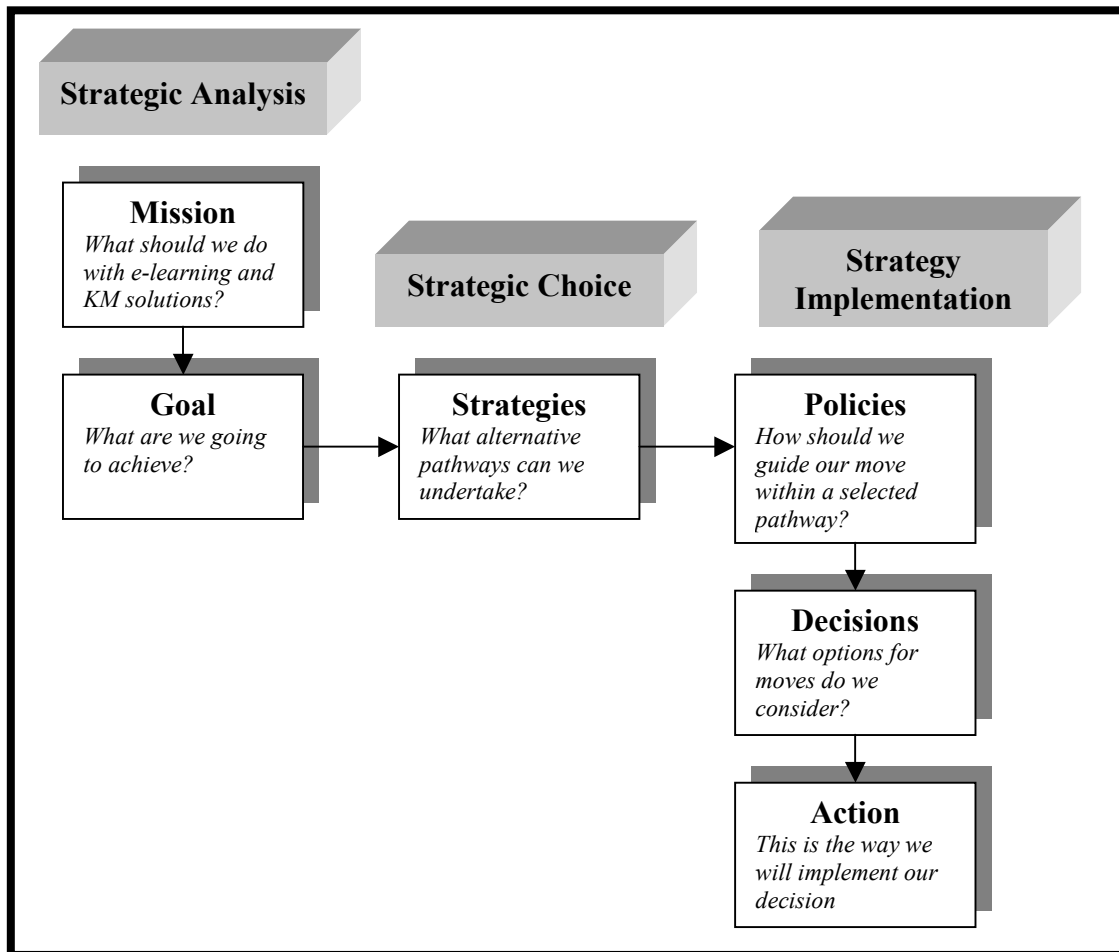 Strategic Analysis
Mission
What should we do
with e-learning and
KM solutions?
Goal
What are we going
to achieve?
Strategic Choice
Strategies
What alternative
pathways can we
undertake?
Strategy
Implementation
Policies
How should we
guide our move
within a selected
pathway?
Decisions
What options for
moves do we
consider?
Action
This is the way we
will implement our
decision